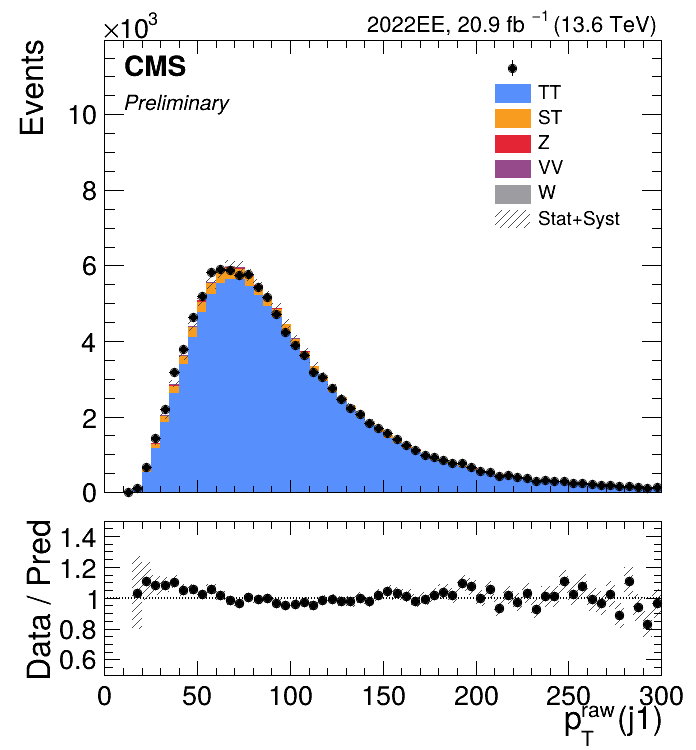 ×10³ 2022EE, 20.9 fb ⁻¹ (13.6 TeV)
Events
CMS
Preliminary
TT
ST
Z
VV
W
Stat+Syst
10
8
6
4
2
0
Data / Pred
1.4
1.2
1
0.8
0.6
0 50 100 150 200 250 300
p_T^raw(j1)